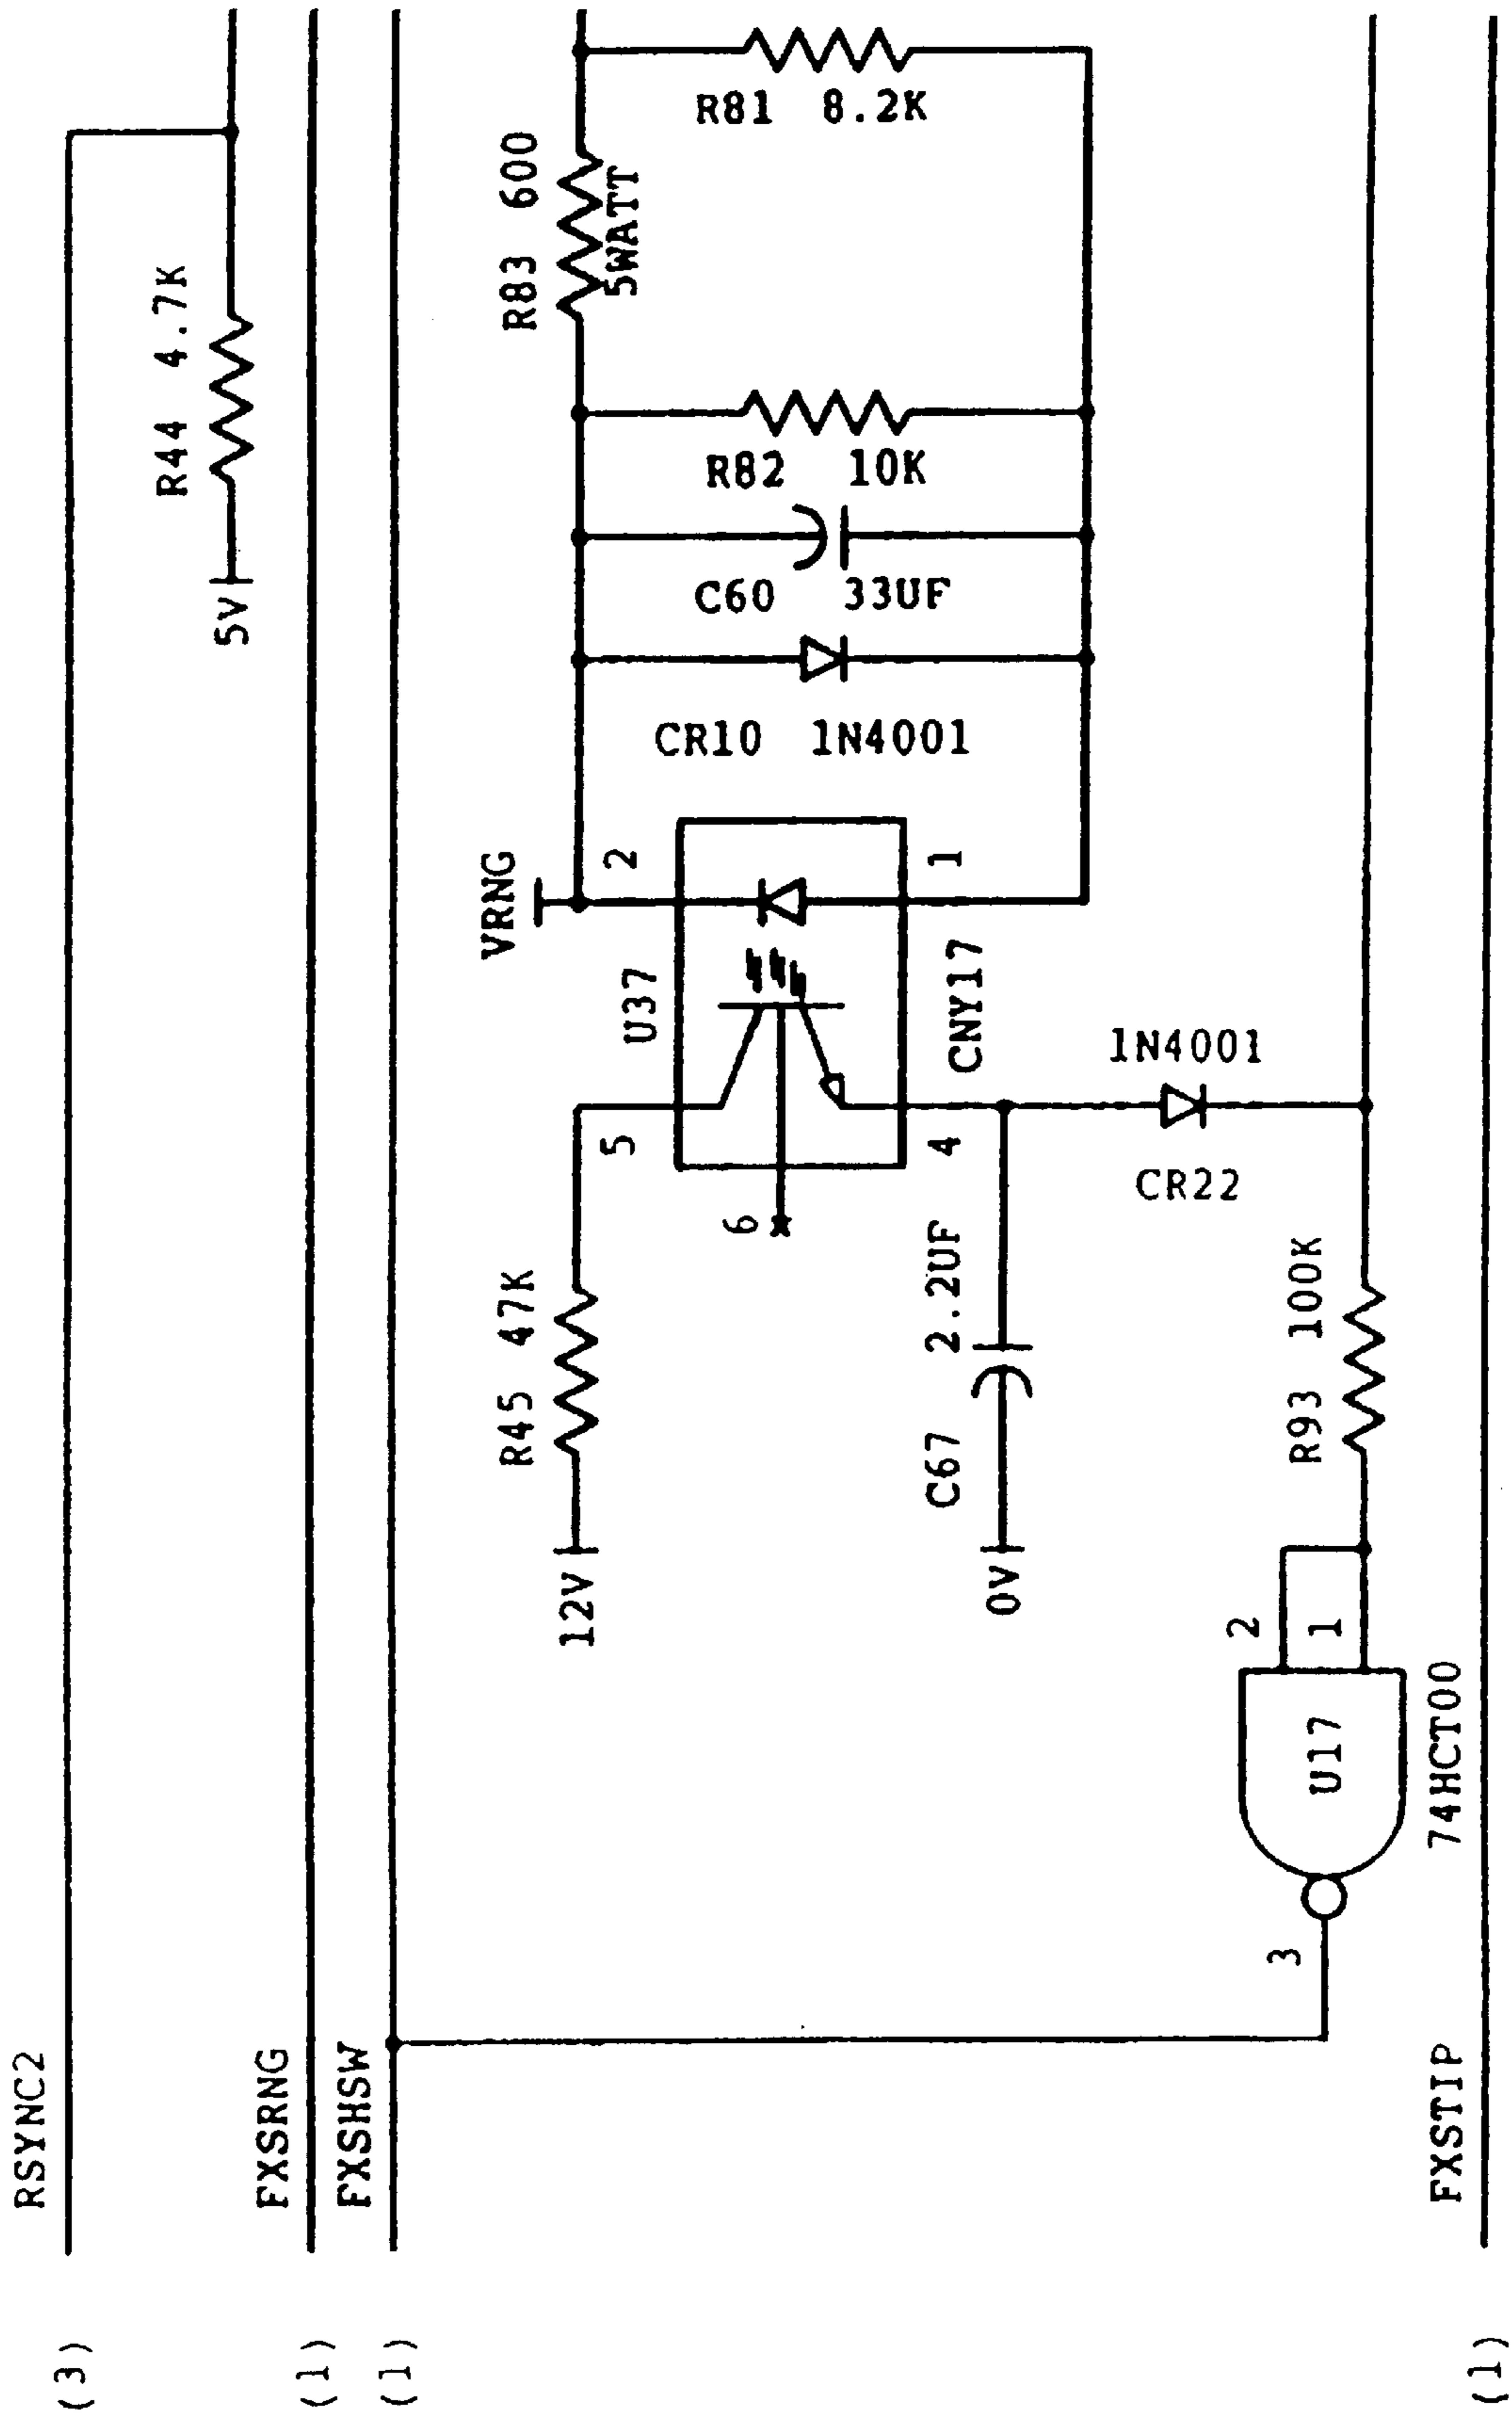 (3)
RSYNC2
5V
R44 4.7K
(1)
FXSRNG
(1)
FXSHSW
12V
R45 47K
5
U37
VRNG
2
R83 600
5WATT
6
CR10 1N4001
C60 33UF
R82 10K
R81 8.2K
0V
C67 2.2UF
4
CNY17
1
CR22
1N4001
3
U17
2
1
R93 100K
74HCT00
(1)
FXSTIP